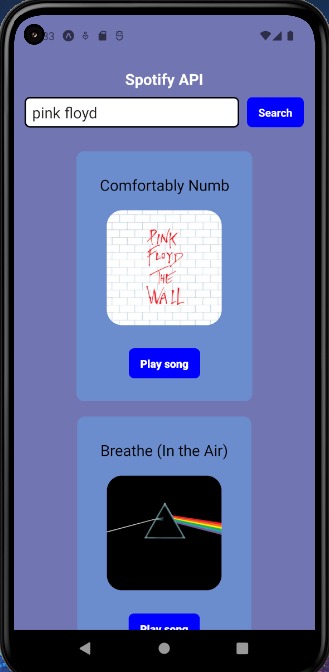 33
Spotify API
pink floyd
Search
Comfortably Numb
PINK
FLOYD
THE
WALL
Play song
Breathe (In the Air)
Play song